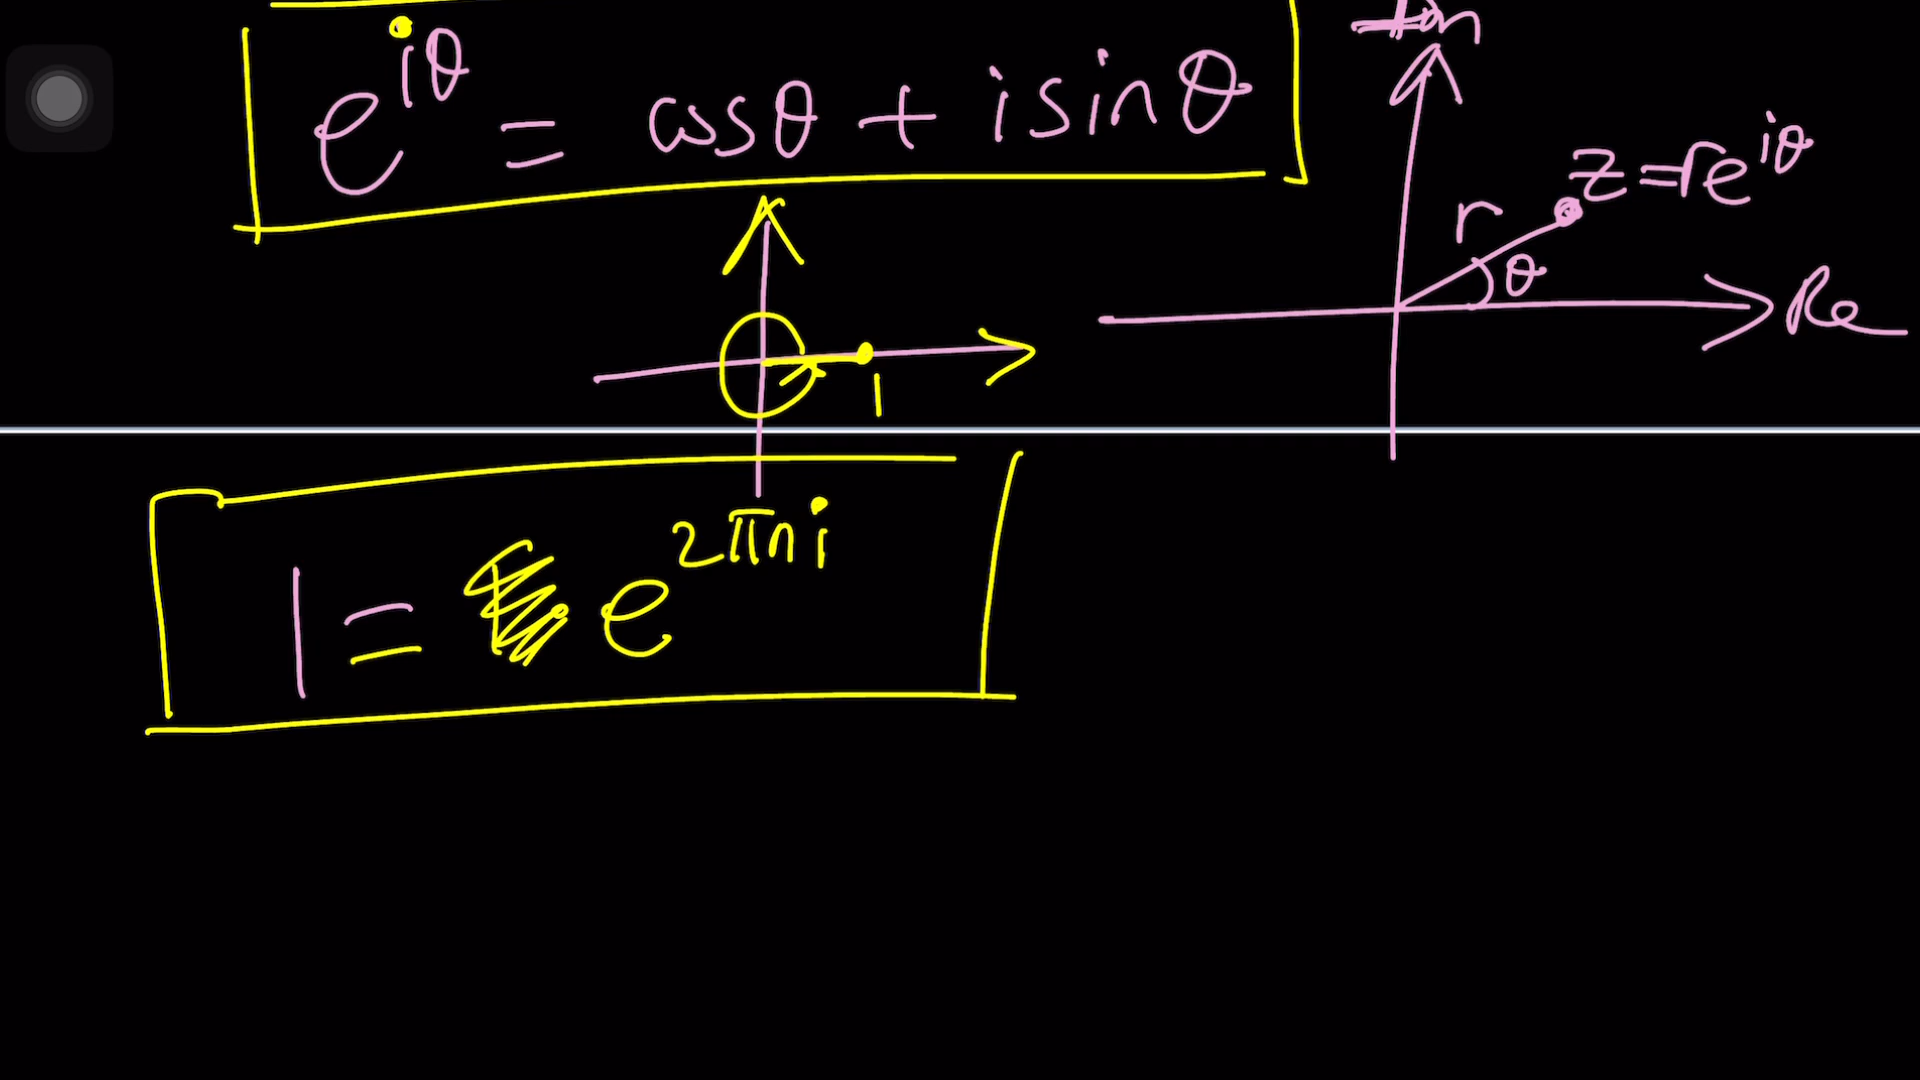 e^{iθ} = cosθ + i sinθ
Im
z = re^{iθ}
r
θ
Re
1
1 = e^{2πni}